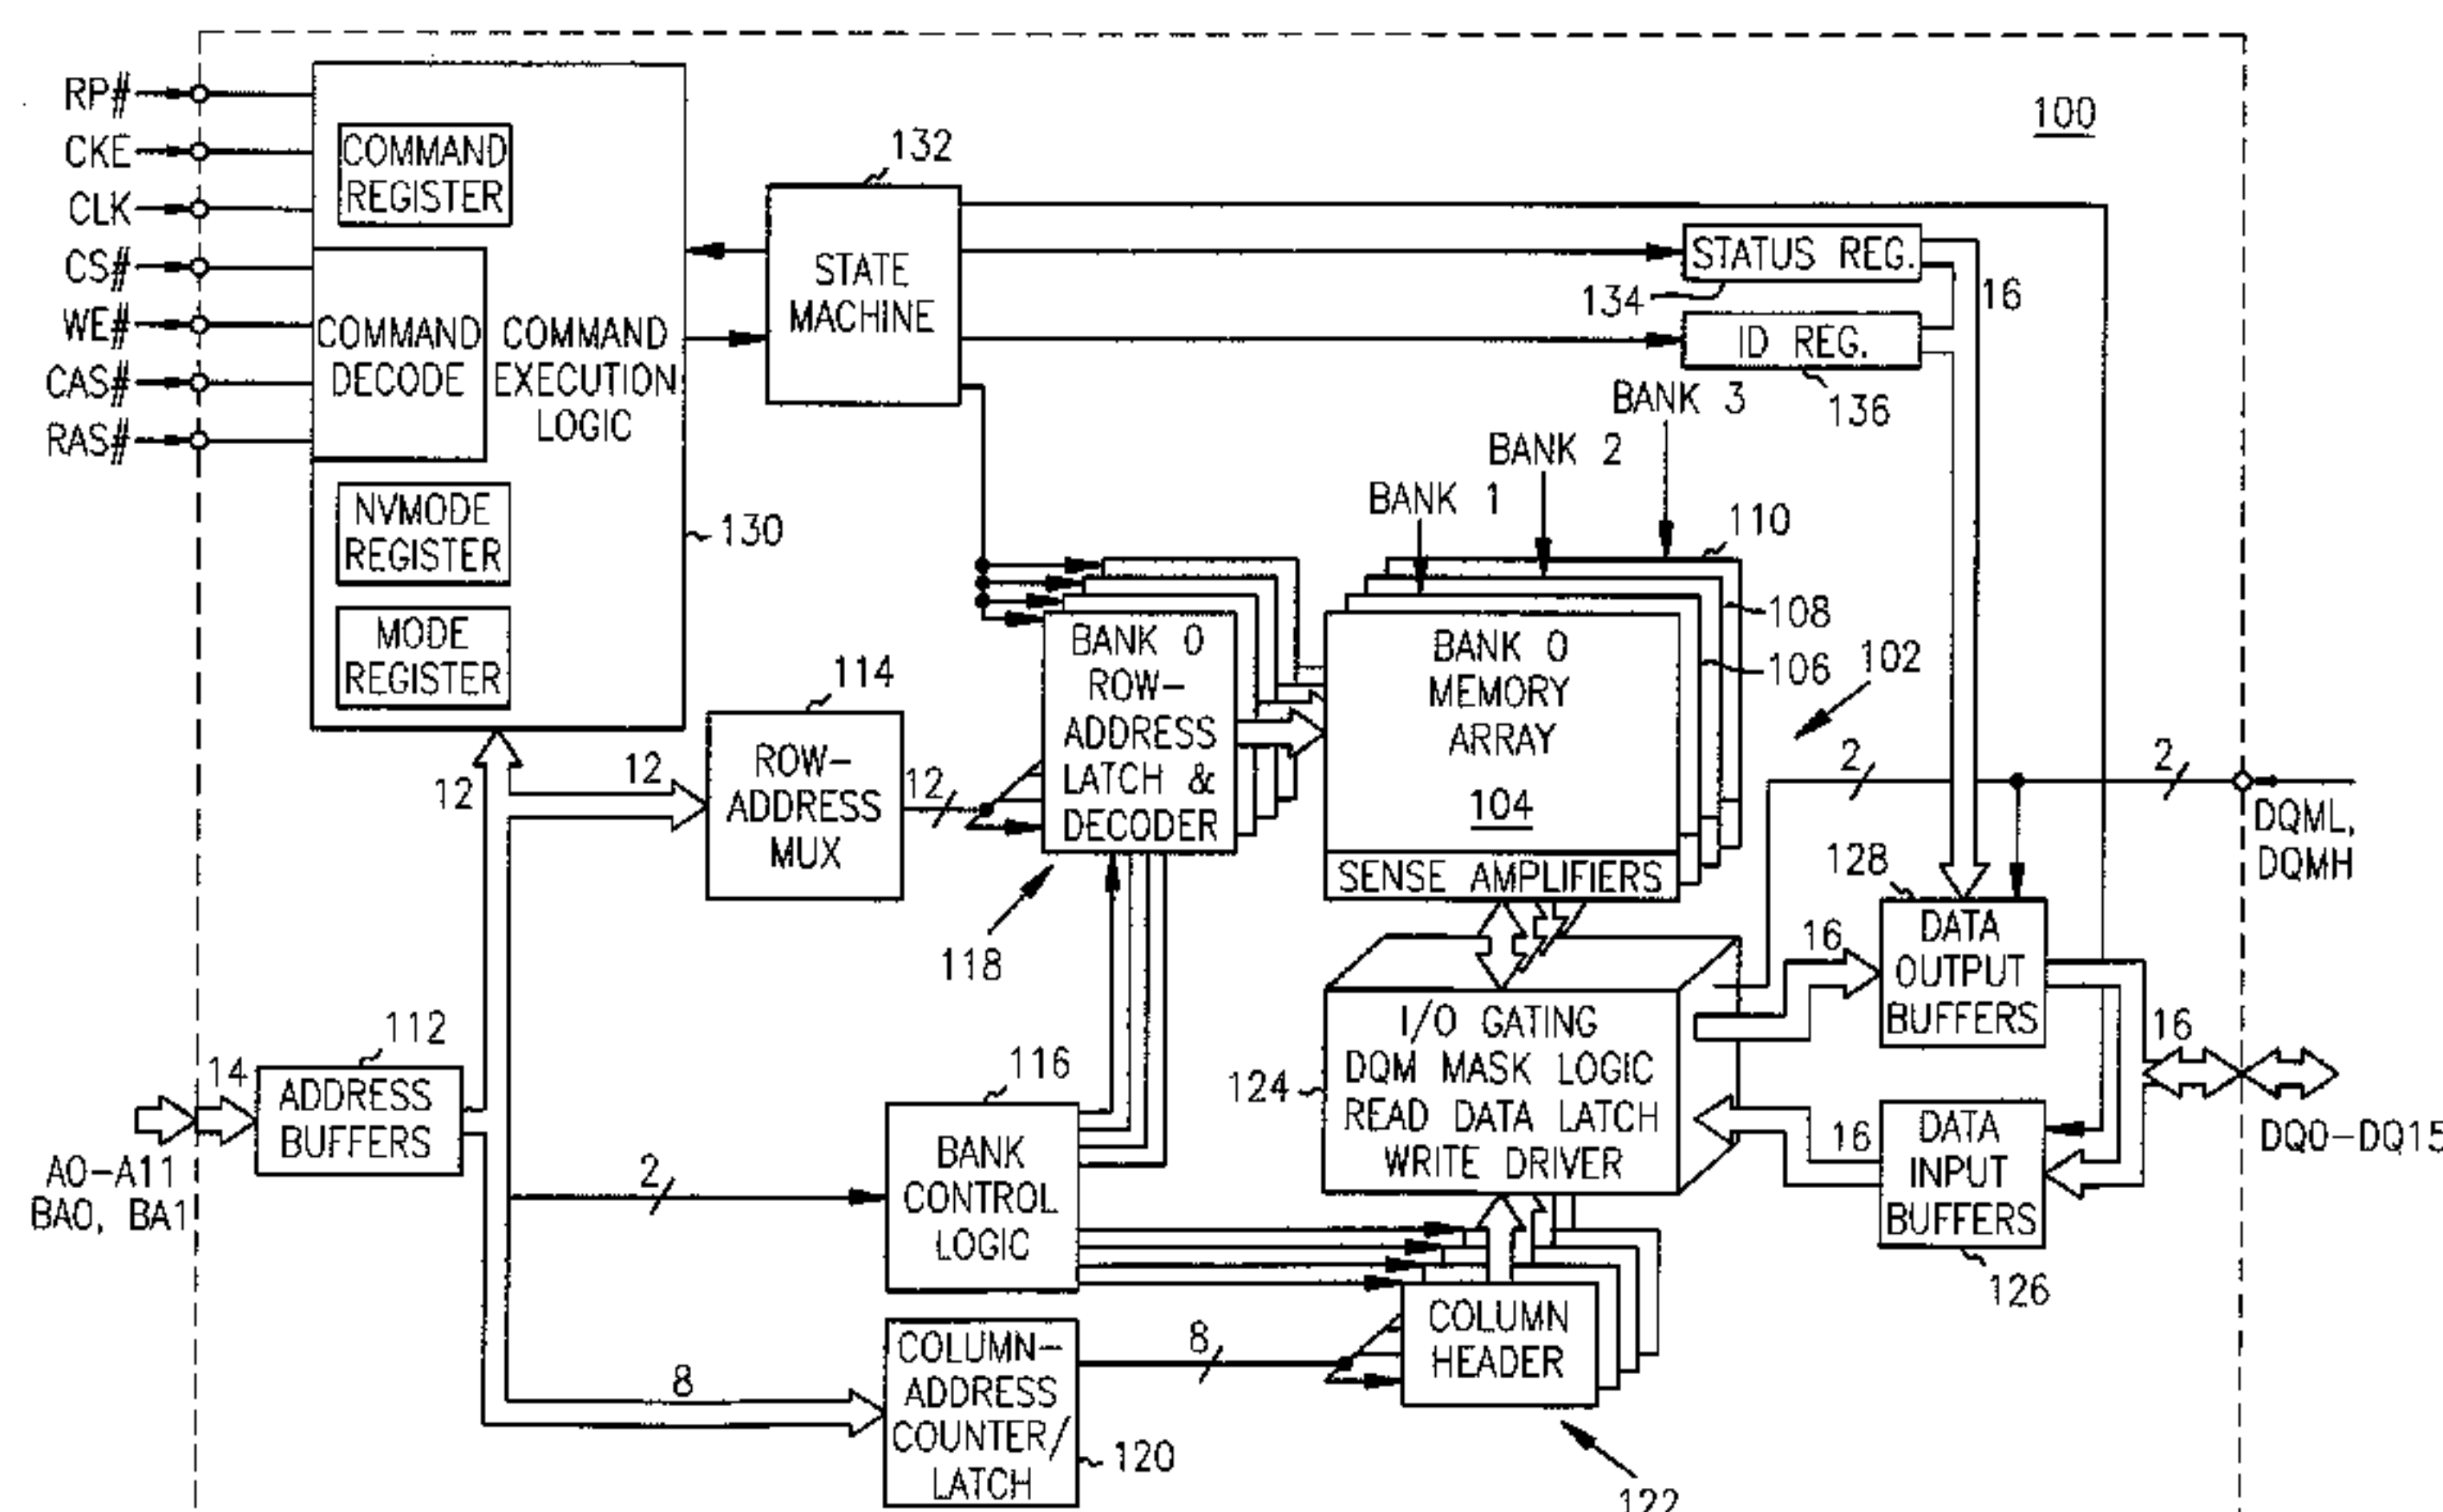 100
RP#
CKE
CLK
CS#
WE#
CAS#
RAS#
COMMAND
REGISTER
COMMAND
DECODE
COMMAND
EXECUTION
LOGIC
NVMODE
REGISTER
MODE
REGISTER
130
132
STATE
MACHINE
STATUS REG.
134
16
ID REG.
136
BANK 3
BANK 2
BANK 1
110
108
106
102
BANK 0
ROW-
ADDRESS
LATCH &
DECODER
118
BANK 0
MEMORY
ARRAY
104
SENSE AMPLIFIERS
12
12
114
ROW-
ADDRESS
MUX
12
2
2
DQML,
DQMH
128
DATA
OUTPUT
BUFFERS
16
I/O GATING
DQM MASK LOGIC
READ DATA LATCH
WRITE DRIVER
124
16
DATA
INPUT
BUFFERS
126
16
DQ0-DQ15
14
112
ADDRESS
BUFFERS
A0-A11
BA0, BA1
2
116
BANK
CONTROL
LOGIC
8
COLUMN-
ADDRESS
COUNTER/
LATCH
120
8
COLUMN
HEADER
122